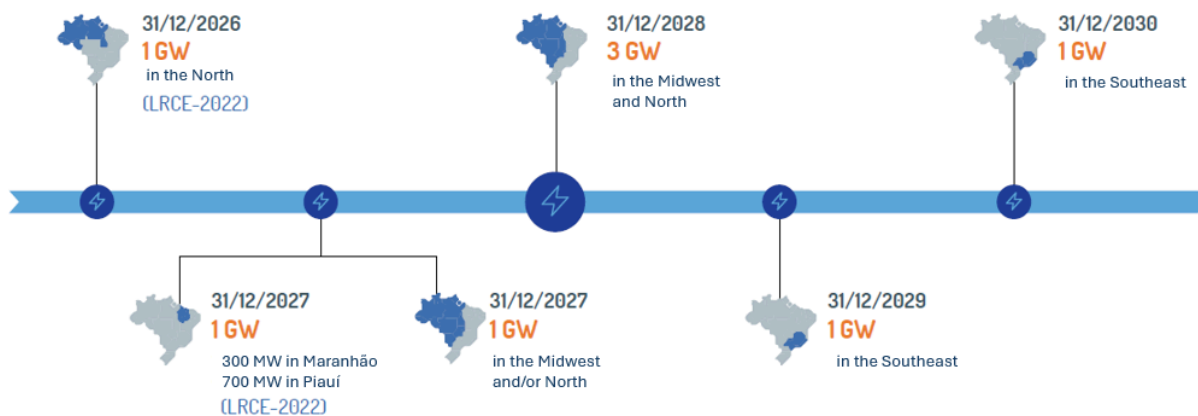 31/12/2026
1 GW
in the North
(LRCE-2022)
31/12/2028
3 GW
in the Midwest
and North
31/12/2030
1 GW
in the Southeast
31/12/2027
1 GW
300 MW in Maranhão
700 MW in Piauí
(LRCE-2022)
31/12/2027
1 GW
in the Midwest
and/or North
31/12/2029
1 GW
in the Southeast